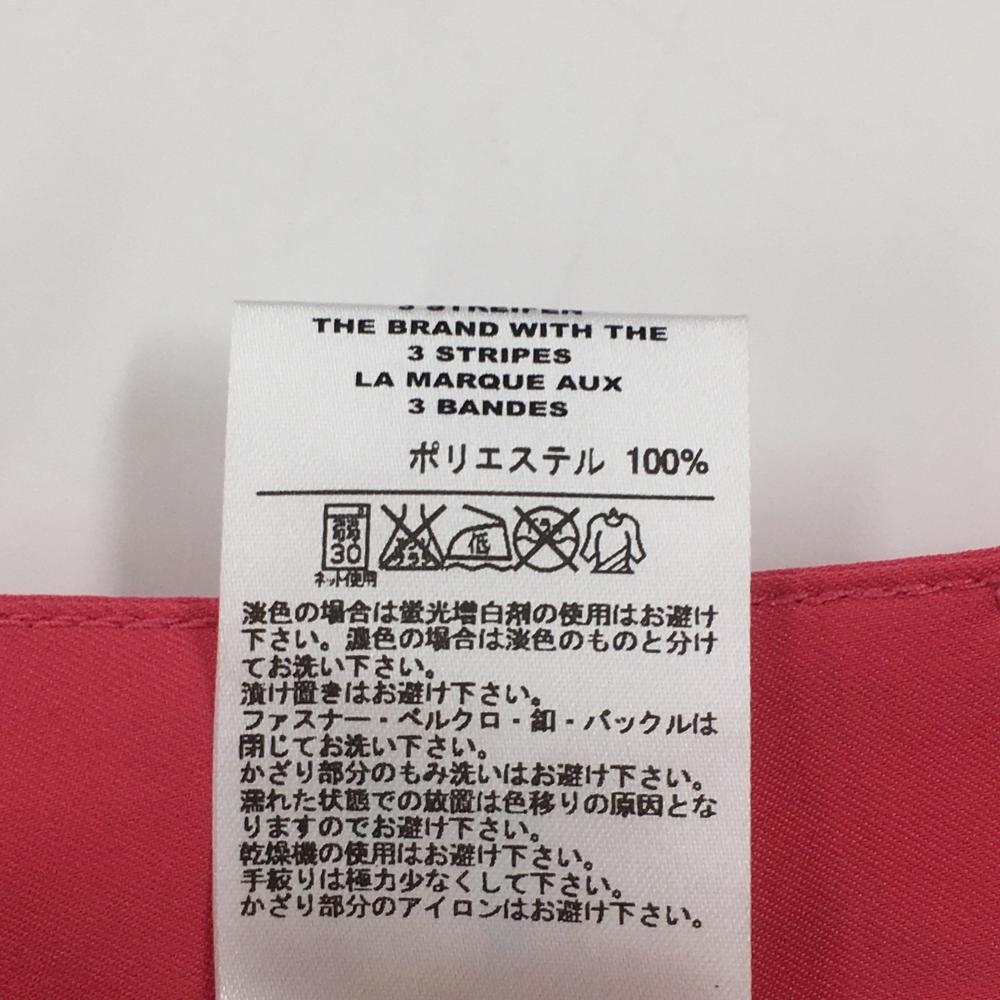 3 STREIFEN
THE BRAND WITH THE
3 STRIPES
LA MARQUE AUX
3 BANDES
ポリエステル 100%
30 低
ネット使用
淡色の場合は蛍光増白剤の使用はお避け
下さい。濃色の場合は淡色のものと分け
てお洗い下さい。
漬け置きはお避け下さい。
ファスナー・ベルクロ・釦・バックルは
閉じてお洗い下さい。
かざり部分のもみ洗いはお避け下さい。
濡れた状態での放置は色移りの原因とな
りますのでお避け下さい。
乾燥機の使用はお避け下さい。
手絞りは極力少なくして下さい。
かざり部分のアイロンはお避け下さい。